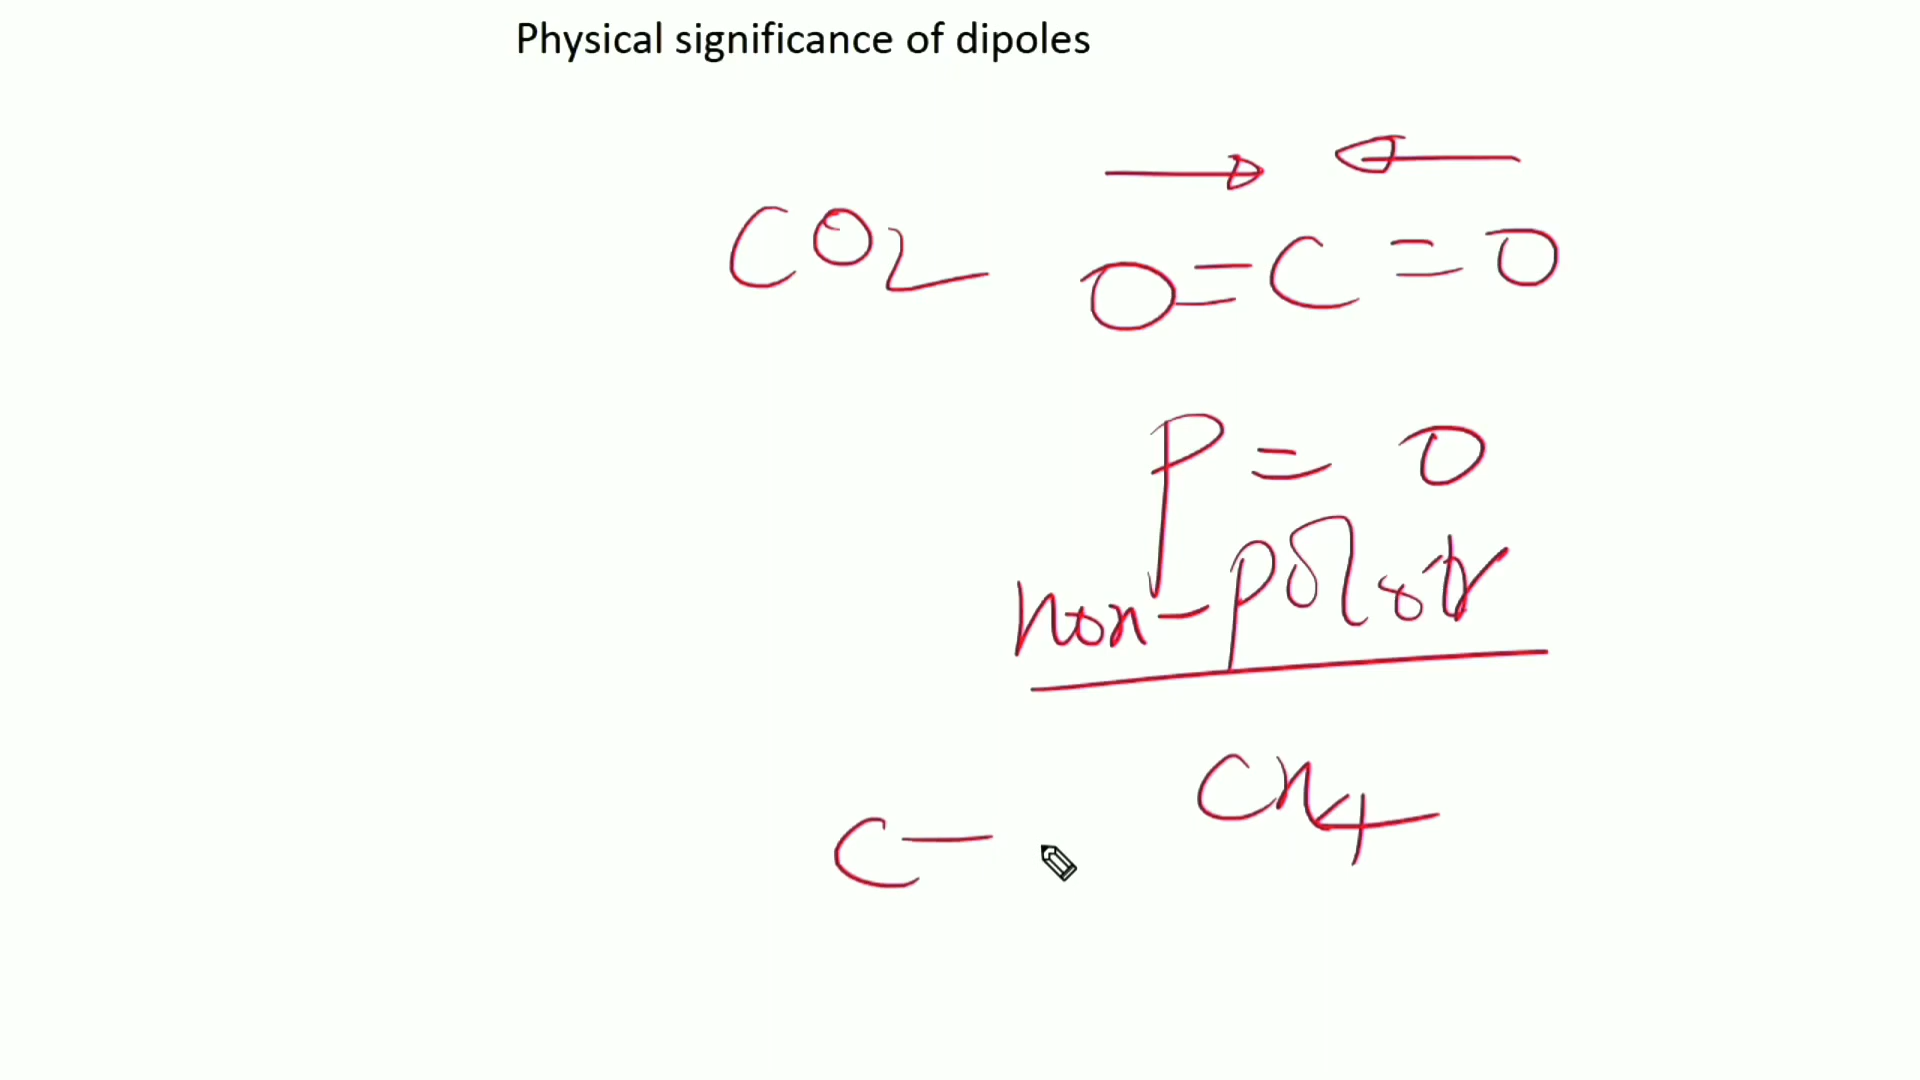 Physical significance of dipoles
CO2 O=C=O
P = 0
non-polar
CH4
C—